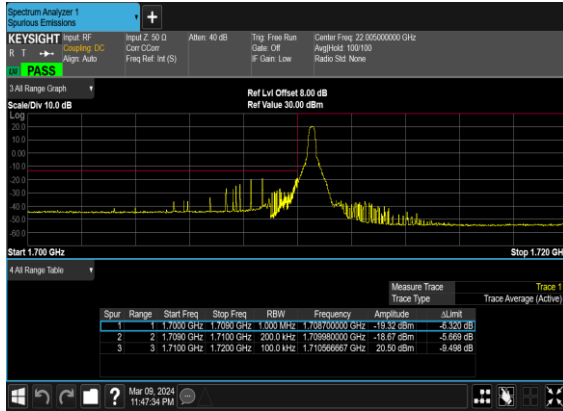 Spectrum Analyzer 1
Spurious Emissions
KEYSIGHT
R T
LXI PASS
Input: RF
Coupling: DC
Align: Auto
Input Z: 50 Ω
Corr CCorr
Freq Ref: Int (S)
Atten: 40 dB
Trig: Free Run
Gate: Off
IF Gain: Low
Center Freq: 22.005000000 GHz
Avg|Hold: 100/100
Radio Std: None
3 All Range Graph
Scale/Div 10.0 dB
Ref Lvl Offset 8.00 dB
Ref Value 30.00 dBm
Log
20.0
10.0
0.00
-10.0
-20.0
-30.0
-40.0
-50.0
-60.0
Start 1.700 GHz
Stop 1.720 GH
4 All Range Table
Measure Trace Trace 1
Trace Type Trace Average (Active)
Spur Range Start Freq Stop Freq RBW Frequency Amplitude ΔLimit
1 1 1.7000 GHz 1.7090 GHz 1.000 MHz 1.708700000 GHz -19.32 dBm -6.320 dB
2 2 1.7090 GHz 1.7100 GHz 200.0 kHz 1.709980000 GHz -18.67 dBm -5.669 dB
3 3 1.7100 GHz 1.7200 GHz 100.0 kHz 1.710566667 GHz 20.50 dBm -9.498 dB
?
Mar 09, 2024
11:47:34 PM